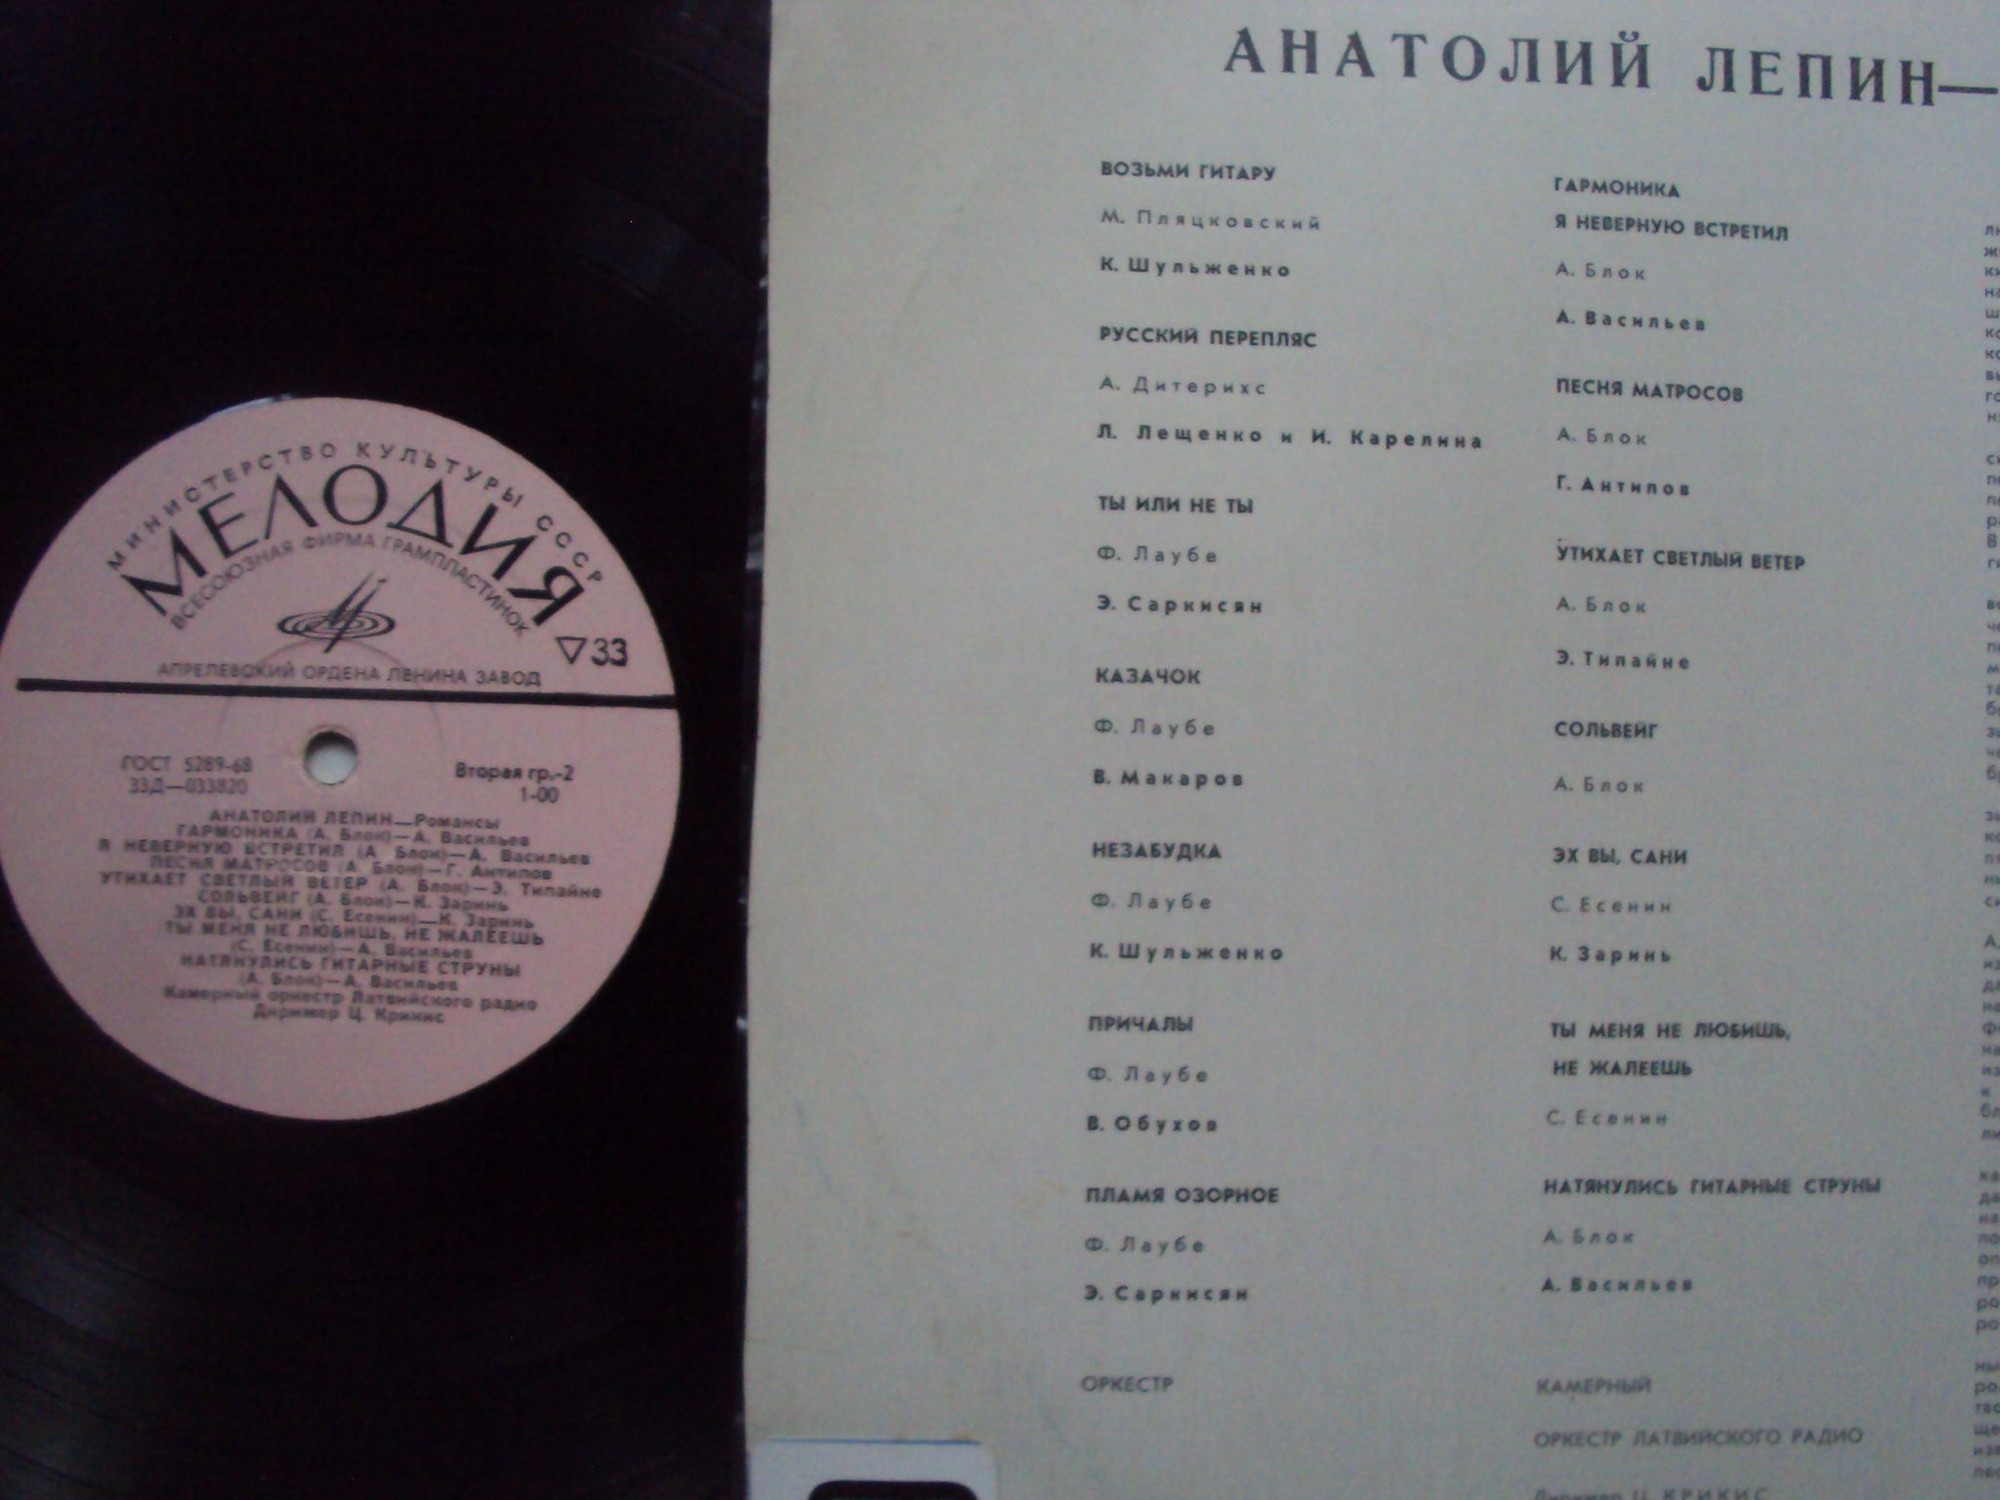 МИНИСТЕРСТВО КУЛЬТУРЫ СССР
МЕЛОДИЯ
ВСЕСОЮЗНАЯ ФИРМА ГРАМПЛАСТИНОК
▽33
АПРЕЛЕВСКИЙ ОРДЕНА ЛЕНИНА ЗАВОД
ГОСТ 5289-68
33Д—033820
Вторая гр.-2
1-00
АНАТОЛИЙ ЛЕПИН—Романсы
ГАРМОНИКА (А. Блок)—А. Васильев
Я НЕВЕРНУЮ ВСТРЕТИЛ (А. Блок)—А. Васильев
ПЕСНЯ МАТРОСОВ (А. Блок)—Г. Антипов
УТИХАЕТ СВЕТЛЫЙ ВЕТЕР (А. Блок)—Э. Типайне
СОЛЬВЕЙГ (А. Блок)—К. Заринь
ЭХ ВЫ, САНИ (С. Есенин)—К. Заринь
ТЫ МЕНЯ НЕ ЛЮБИШЬ, НЕ ЖАЛЕЕШЬ
(С. Есенин)—А. Васильев
НАТЯНУЛИСЬ ГИТАРНЫЕ СТРУНЫ
(А. Блок)—А. Васильев
Камерный оркестр Латвийского радио
Дирижер Ц. Крикис
АНАТОЛИЙ ЛЕПИН—
ВОЗЬМИ ГИТАРУ
М. Пляцковский
К. Шульженко
РУССКИЙ ПЕРЕПЛЯС
А. Дитерихс
Л. Лещенко и И. Карелина
ТЫ ИЛИ НЕ ТЫ
Ф. Лаубе
Э. Саркисян
КАЗАЧОК
Ф. Лаубе
В. Макаров
НЕЗАБУДКА
Ф. Лаубе
К. Шульженко
ПРИЧАЛЫ
Ф. Лаубе
В. Обухов
ПЛАМЯ ОЗОРНОЕ
Ф. Лаубе
Э. Саркисян
ОРКЕСТР
ГАРМОНИКА
Я НЕВЕРНУЮ ВСТРЕТИЛ
А. Блок
А. Васильев
ПЕСНЯ МАТРОСОВ
А. Блок
Г. Антипов
УТИХАЕТ СВЕТЛЫЙ ВЕТЕР
А. Блок
Э. Типайне
СОЛЬВЕЙГ
А. Блок
ЭХ ВЫ, САНИ
С. Есенин
К. Заринь
ТЫ МЕНЯ НЕ ЛЮБИШЬ,
НЕ ЖАЛЕЕШЬ
С. Есенин
НАТЯНУЛИСЬ ГИТАРНЫЕ СТРУНЫ
А. Блок
А. Васильев
КАМЕРНЫЙ
ОРКЕСТР ЛАТВИЙСКОГО РАДИО
Дирижер Ц. КРИКИС